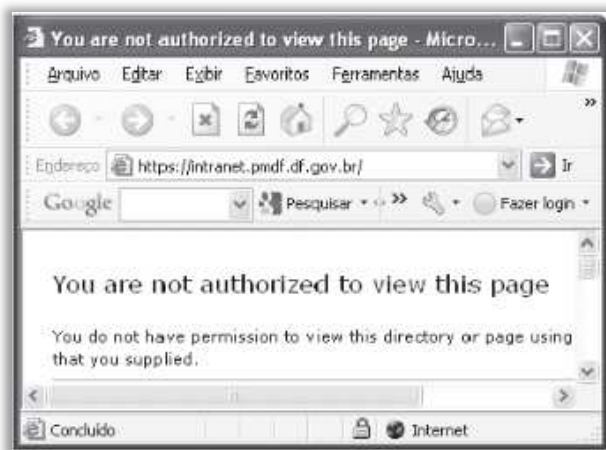 You are not authorized to view this page - Micro...
Arquivo Editar Exibir Favoritos Ferramentas Ajuda
»
Endereço https://intranet.pmdf.df.gov.br/ Ir
Google Pesquisar » Fazer login
You are not authorized to view this page
You do not have permission to view this directory or page using
that you supplied.
Concluído Internet